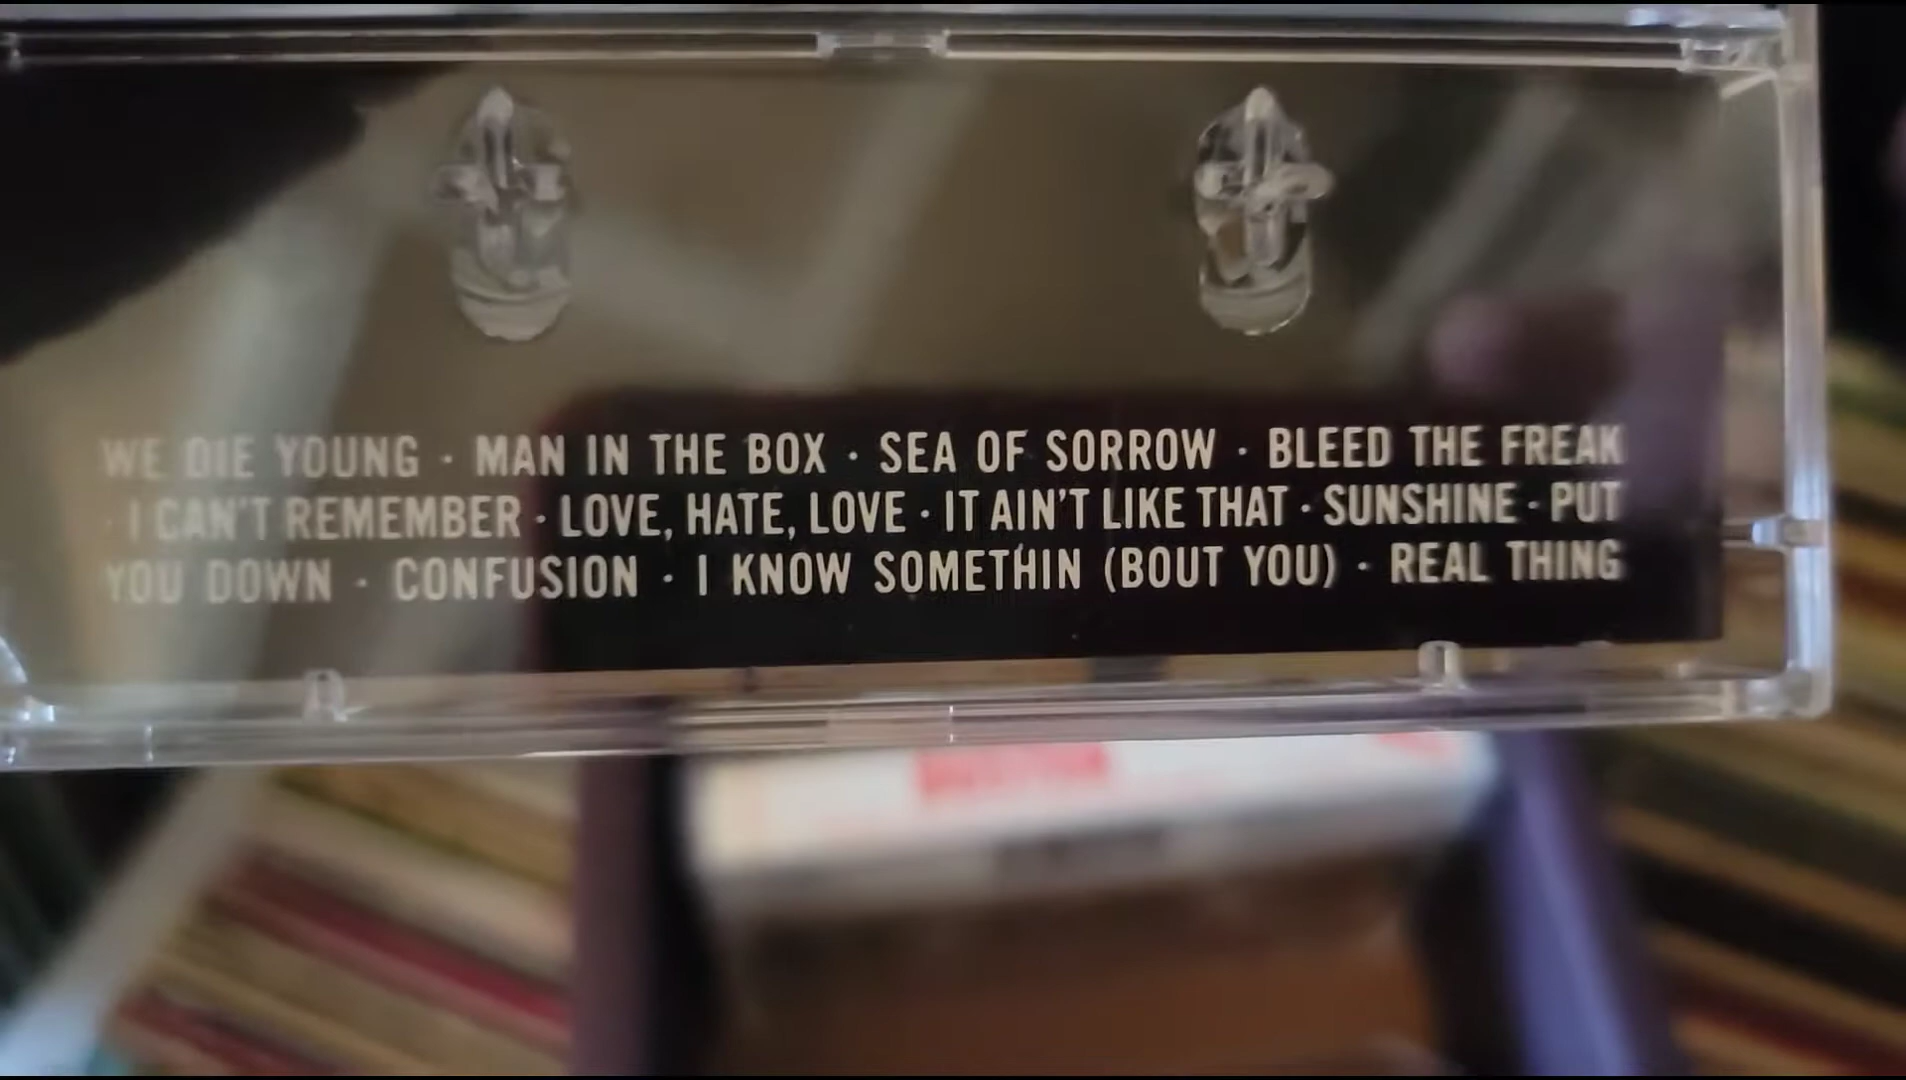 WE DIE YOUNG · MAN IN THE BOX · SEA OF SORROW · BLEED THE FREAK
· I CAN'T REMEMBER · LOVE, HATE, LOVE · IT AIN'T LIKE THAT · SUNSHINE · PUT
YOU DOWN · CONFUSION · I KNOW SOMETHIN (BOUT YOU) · REAL THING